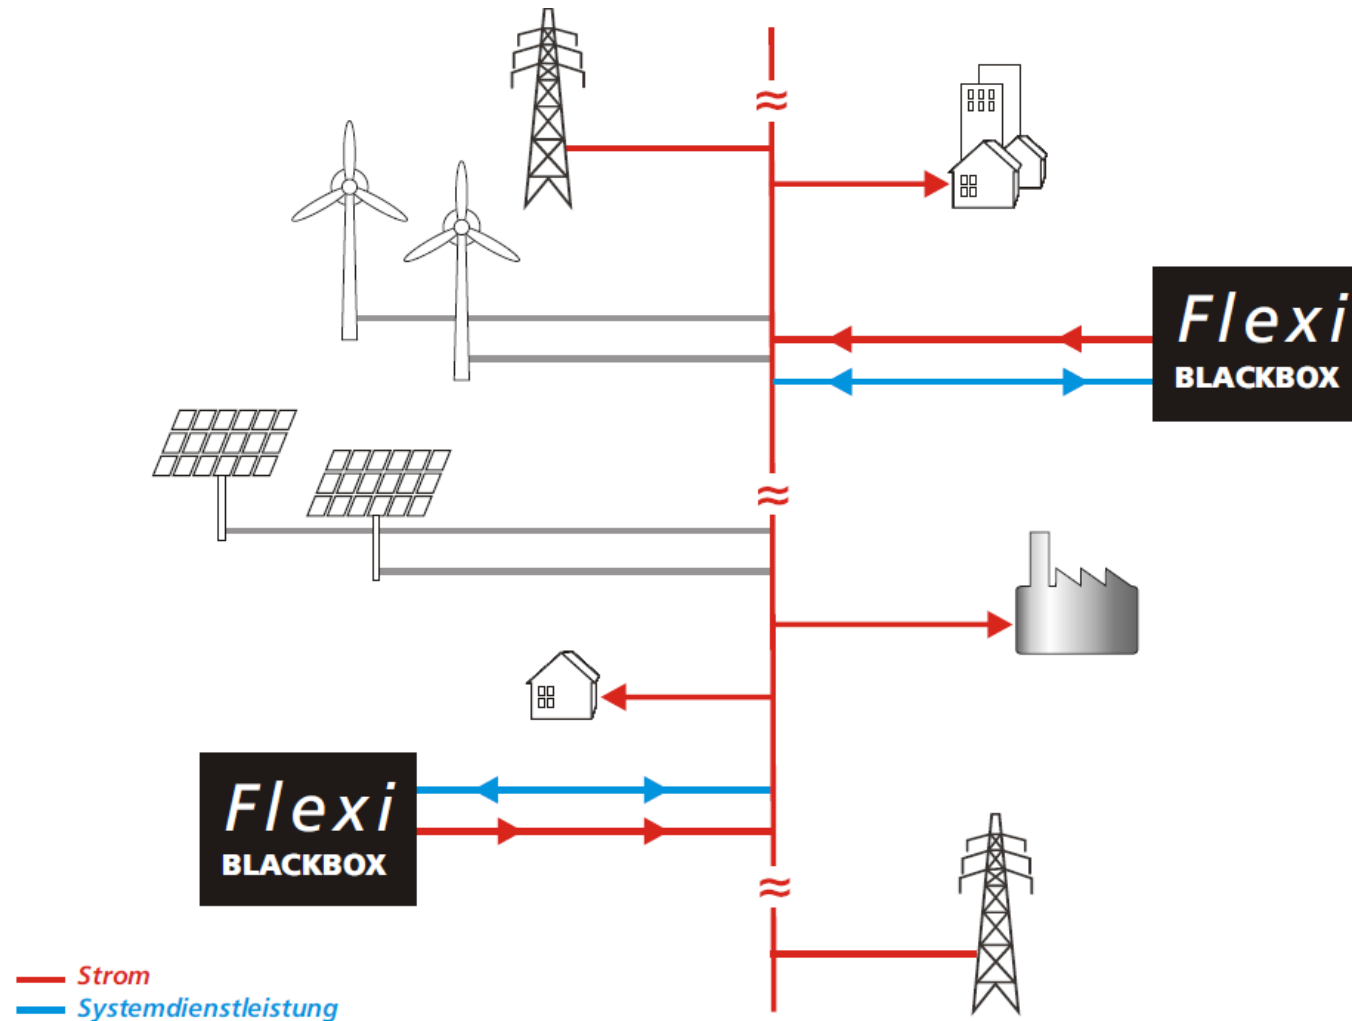 Flexi
BLACKBOX
Flexi
BLACKBOX
Strom
Systemdienstleistung